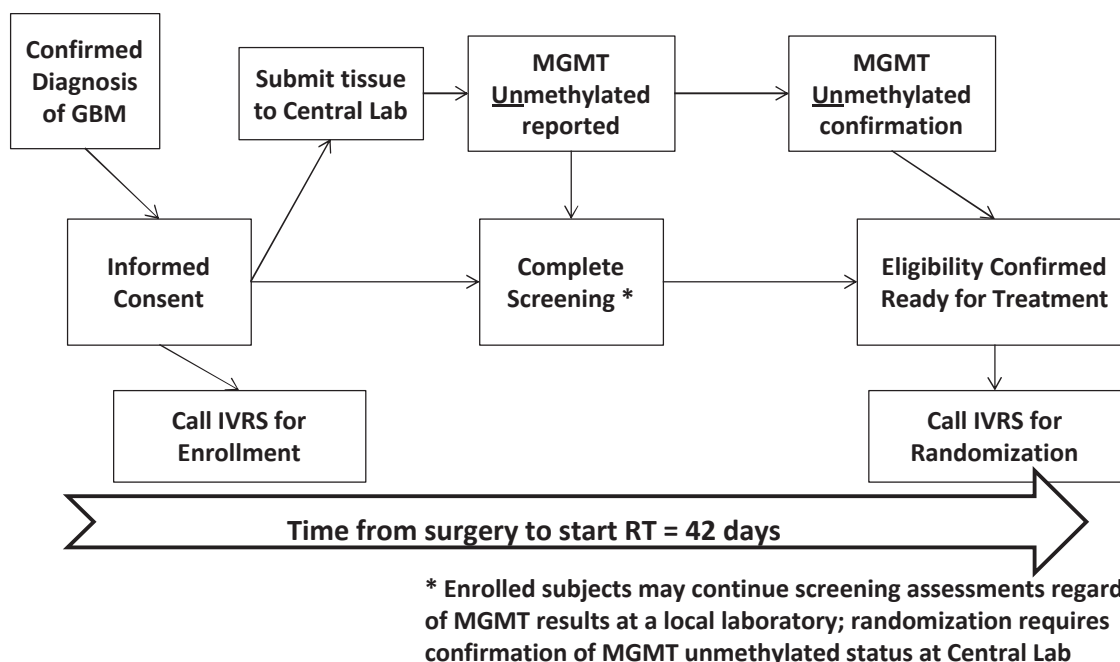 Confirmed
Diagnosis
of GBM
Submit tissue
to Central Lab
MGMT
Unmethylated
reported
MGMT
Unmethylated
confirmation
Informed
Consent
Complete
Screening *
Eligibility Confirmed
Ready for Treatment
Call IVRS for
Enrollment
Call IVRS for
Randomization
Time from surgery to start RT = 42 days
* Enrolled subjects may continue screening assessments regard
of MGMT results at a local laboratory; randomization requires
confirmation of MGMT unmethylated status at Central Lab